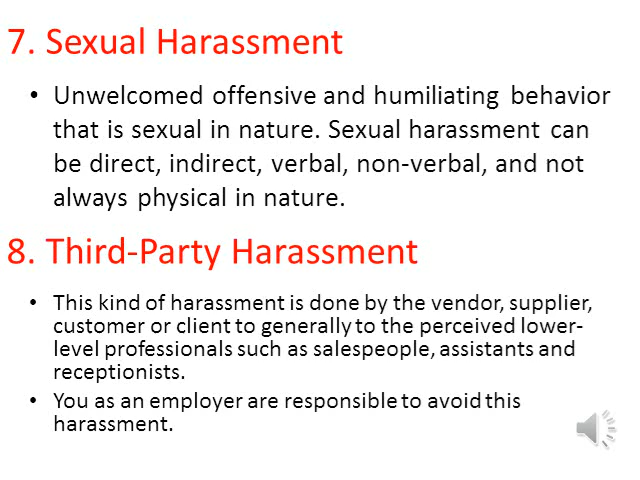 7. Sexual Harassment
• Unwelcomed offensive and humiliating behavior
that is sexual in nature. Sexual harassment can
be direct, indirect, verbal, non-verbal, and not
always physical in nature.
8. Third-Party Harassment
• This kind of harassment is done by the vendor, supplier,
customer or client to generally to the perceived lower-
level professionals such as salespeople, assistants and
receptionists.
• You as an employer are responsible to avoid this
harassment.